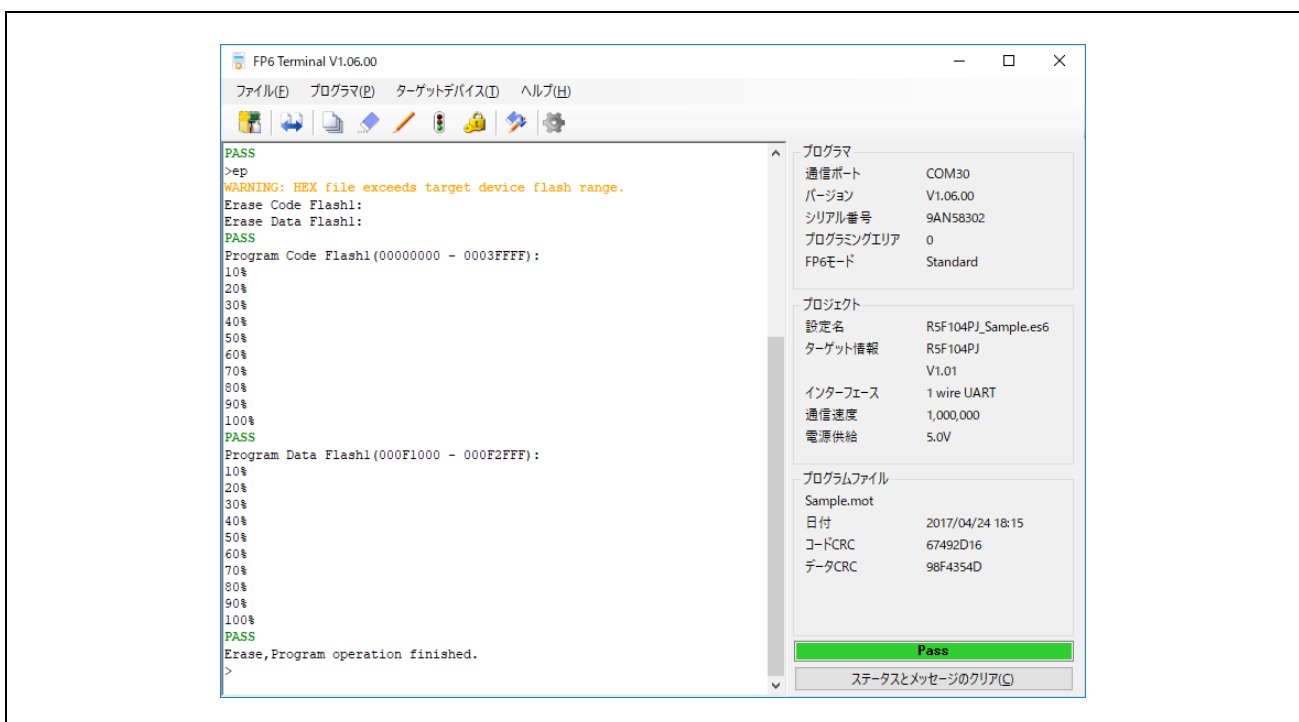 FP6 Terminal V1.06.00
ファイル(F) プログラマ(P) ターゲットデバイス(T) ヘルプ(H)
PASS
>ep
WARNING: HEX file exceeds target device flash range.
Erase Code Flash1:
Erase Data Flash1:
PASS
Program Code Flash1(00000000 - 0003FFFF):
10%
20%
30%
40%
50%
60%
70%
80%
90%
100%
PASS
Program Data Flash1(000F1000 - 000F2FFF):
10%
20%
30%
40%
50%
60%
70%
80%
90%
100%
PASS
Erase,Program operation finished.
>
プログラマ
通信ポート COM30
バージョン V1.06.00
シリアル番号 9AN58302
プログラミングエリア 0
FP6モード Standard
プロジェクト
設定名 R5F104PJ_Sample.es6
ターゲット情報 R5F104PJ
V1.01
インターフェース 1 wire UART
通信速度 1,000,000
電源供給 5.0V
プログラムファイル
Sample.mot
日付 2017/04/24 18:15
コードCRC 67492D16
データCRC 98F4354D
Pass
ステータスとメッセージのクリア(C)